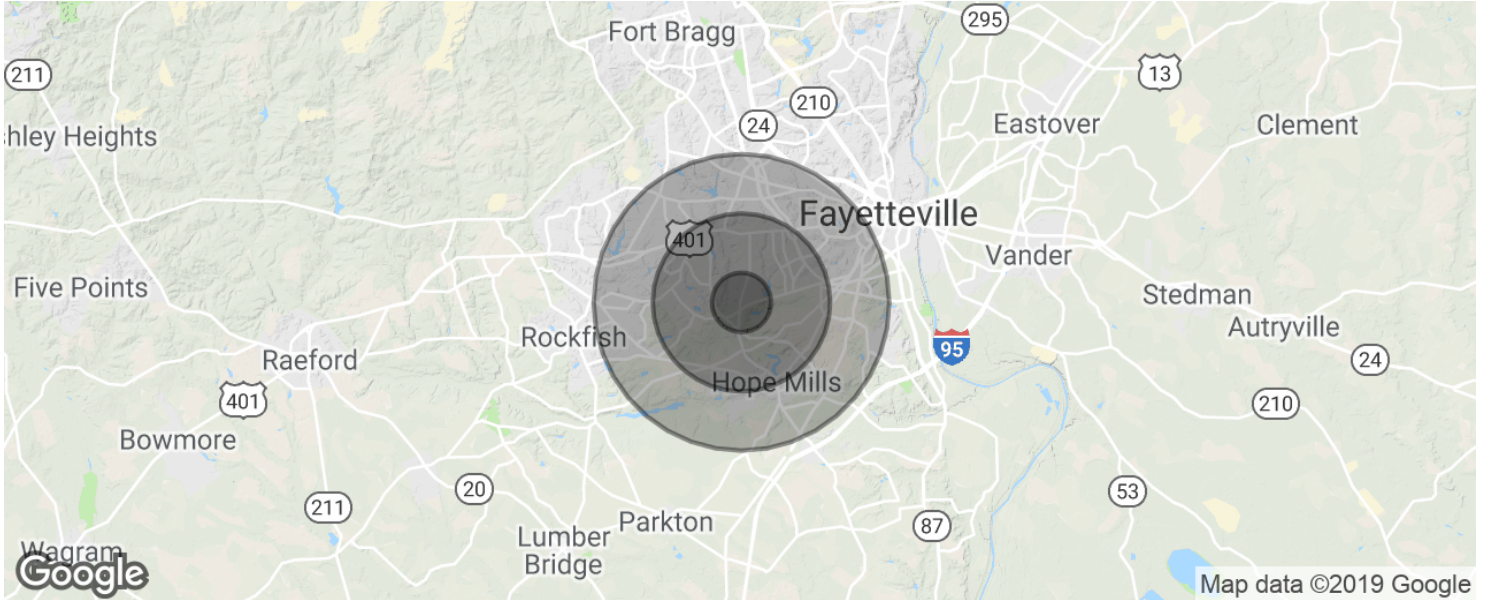 295
Fort Bragg
211
13
210
24
Eastover
Clement
hley Heights
Fayetteville
401
Vander
Five Points
Stedman
Autryville
Rockfish
95
Raeford
24
Hope Mills
401
210
Bowmore
20
53
211
Parkton
87
Lumber
Bridge
Wagram
Google
Map data ©2019 Google